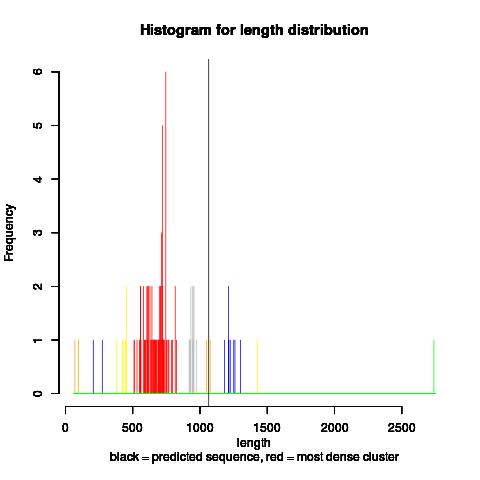 Histogram for length distribution
6
5
4
3
2
1
0
Frequency
0 500 1000 1500 2000 2500
length
black = predicted sequence, red = most dense cluster